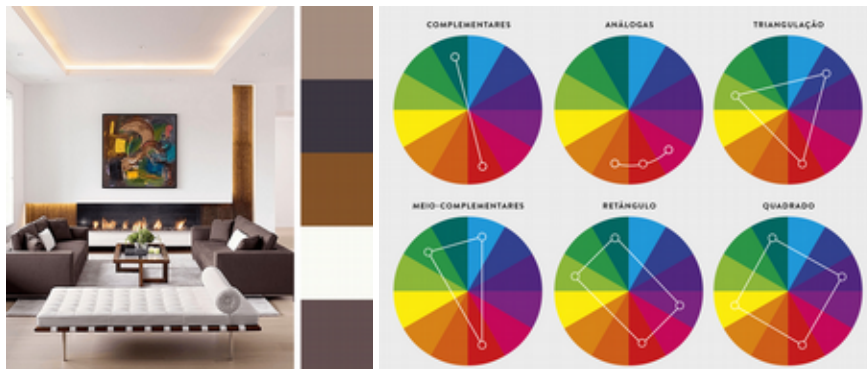 COMPLEMENTARES
ANÁLOGAS
TRIANGULAÇÃO
MEIO-COMPLEMENTARES
RETÂNGULO
QUADRADO